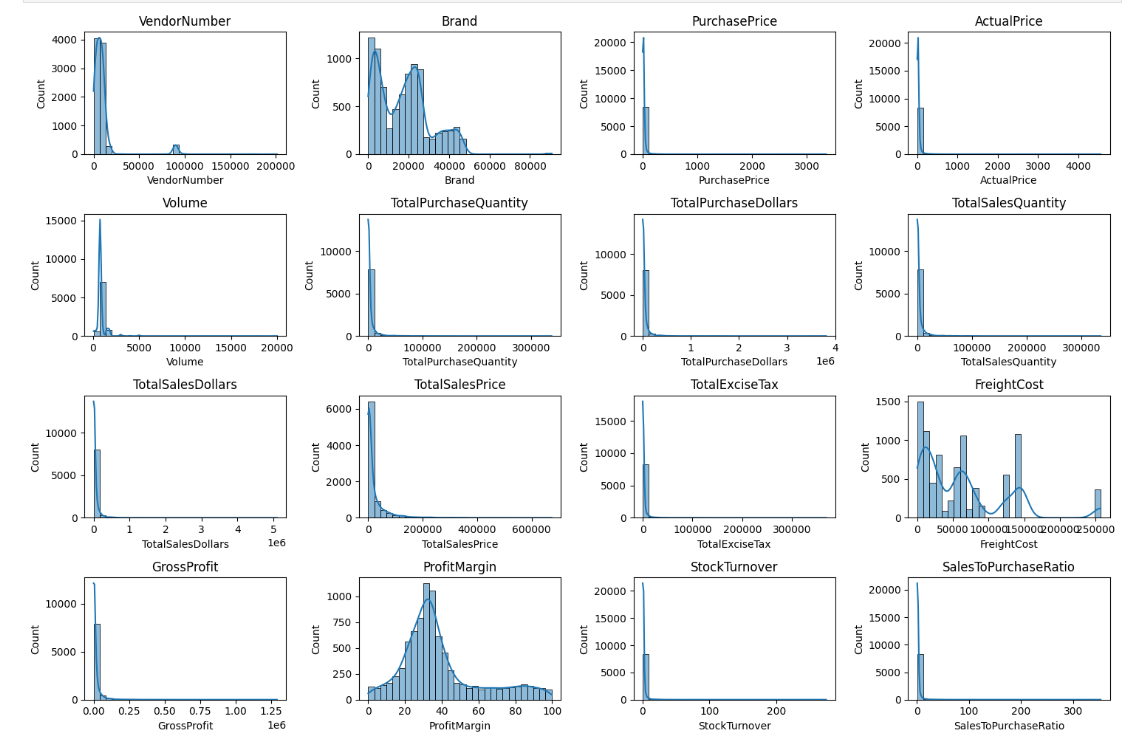 VendorNumber Brand PurchasePrice ActualPrice
Count 4000 3000 2000 1000 0
0 50000 100000 150000 200000
VendorNumber
Count 1000 500 0
0 20000 40000 60000 80000
Brand
Count 20000 15000 10000 5000 0
0 1000 2000 3000
PurchasePrice
Count 20000 15000 10000 5000 0
0 1000 2000 3000 4000
ActualPrice
Volume TotalPurchaseQuantity TotalPurchaseDollars TotalSalesQuantity
Count 15000 10000 5000 0
0 5000 10000 15000 20000
Volume
Count 10000 5000 0
0 100000 200000 300000
TotalPurchaseQuantity
Count 10000 5000 0
0 1 2 3 4
TotalPurchaseDollars 1e6
Count 10000 5000 0
0 100000 200000 300000
TotalSalesQuantity
TotalSalesDollars TotalSalesPrice TotalExciseTax FreightCost
Count 10000 5000 0
0 1 2 3 4 5
TotalSalesDollars 1e6
Count 6000 4000 2000 0
0 200000 400000 600000
TotalSalesPrice
Count 15000 10000 5000 0
0 100000 200000 300000
TotalExciseTax
Count 1500 1000 500 0
0 50000 100000 150000 200000 250000
FreightCost
GrossProfit ProfitMargin StockTurnover SalesToPurchaseRatio
Count 10000 5000 0
0.00 0.25 0.50 0.75 1.00 1.25
GrossProfit 1e6
Count 1000 750 500 250 0
0 20 40 60 80 100
ProfitMargin
Count 20000 15000 10000 5000 0
0 100 200
StockTurnover
Count 20000 15000 10000 5000 0
0 100 200 300
SalesToPurchaseRatio